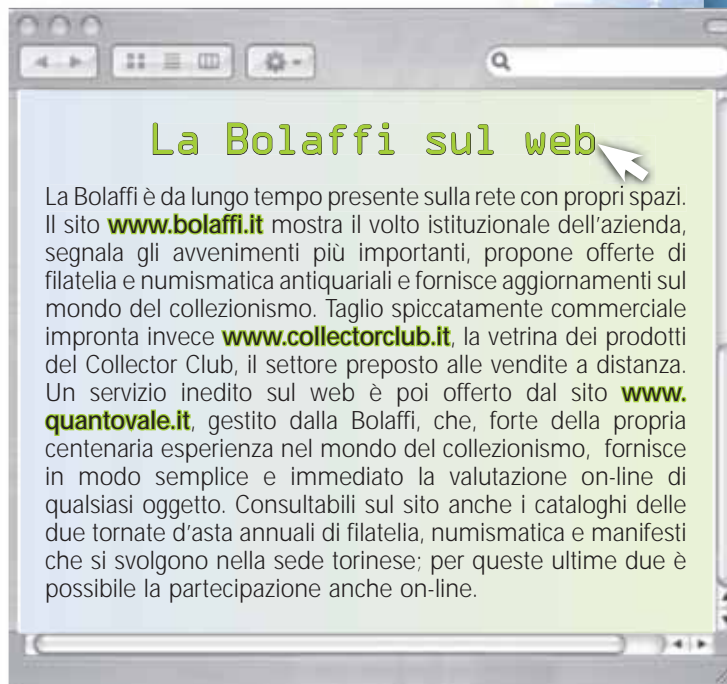 La Bolaffi sul web
La Bolaffi è da lungo tempo presente sulla rete con propri spazi.
Il sito www.bolaffi.it mostra il volto istituzionale dell'azienda,
segnala gli avvenimenti più importanti, propone offerte di
filatelia e numismatica antiquariali e fornisce aggiornamenti sul
mondo del collezionismo. Taglio spiccatamente commerciale
impronta invece www.collectorclub.it, la vetrina dei prodotti
del Collector Club, il settore preposto alle vendite a distanza.
Un servizio inedito sul web è poi offerto dal sito www.
quantovale.it, gestito dalla Bolaffi, che, forte della propria
centenaria esperienza nel mondo del collezionismo, fornisce
in modo semplice e immediato la valutazione on-line di
qualsiasi oggetto. Consultabili sul sito anche i cataloghi delle
due tornate d'asta annuali di filatelia, numismatica e manifesti
che si svolgono nella sede torinese; per queste ultime due è
possibile la partecipazione anche on-line.